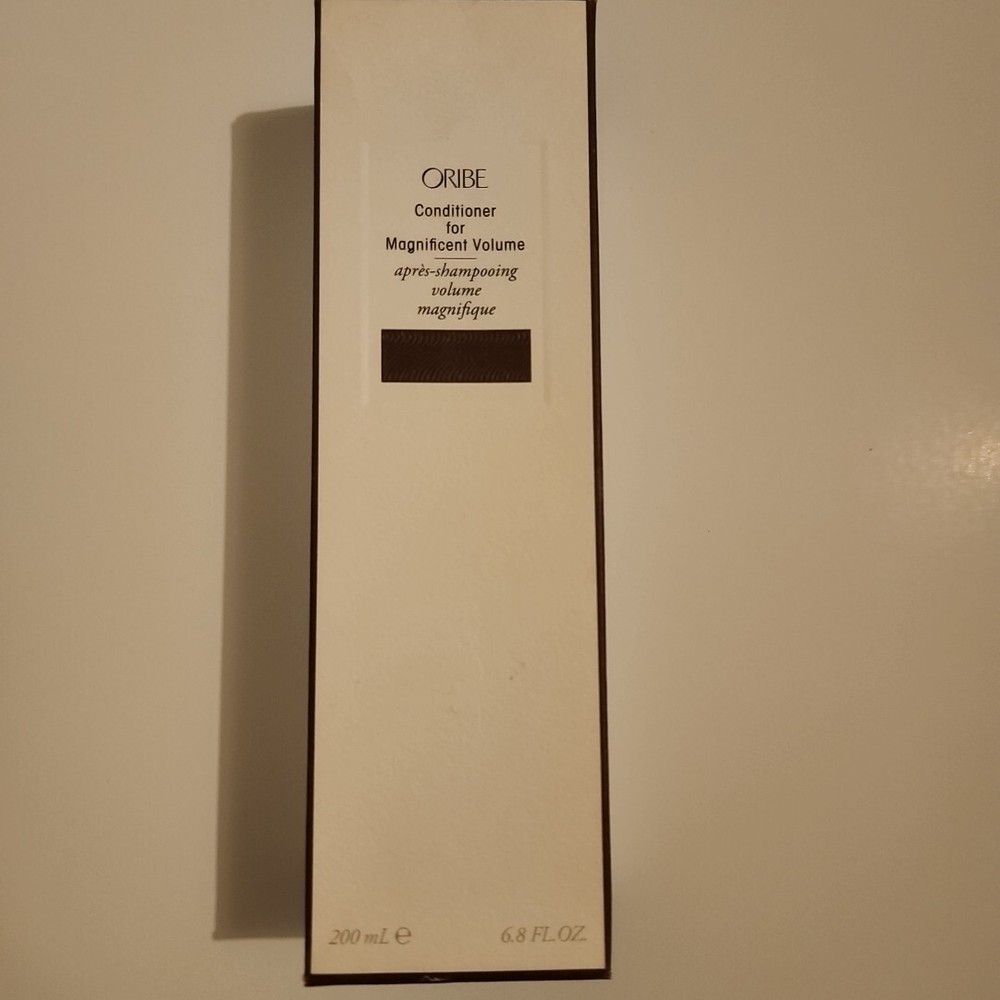 ORIBE
Conditioner
for
Magnificent Volume
après-shampooing
volume
magnifique
200 mL ℮
6.8 FL.OZ.